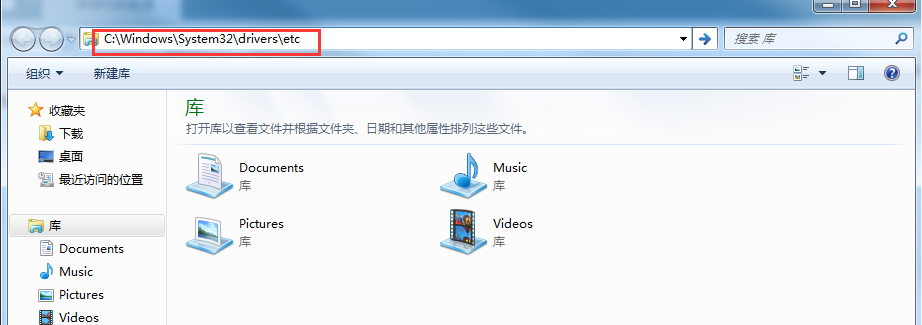 C:\Windows\System32\drivers\etc
搜索 库
组织
新建库
收藏夹
下载
桌面
最近访问的位置
库
Documents
Music
Pictures
Videos
库
打开库以查看文件并根据文件夹、日期和其他属性排列这些文件。
Documents
库
Music
库
Pictures
库
Videos
库